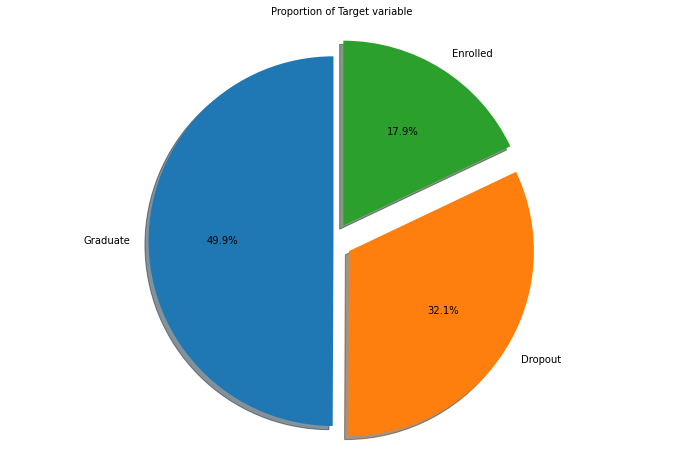 Proportion of Target variable
Enrolled
17.9%
Graduate
49.9%
32.1%
Dropout